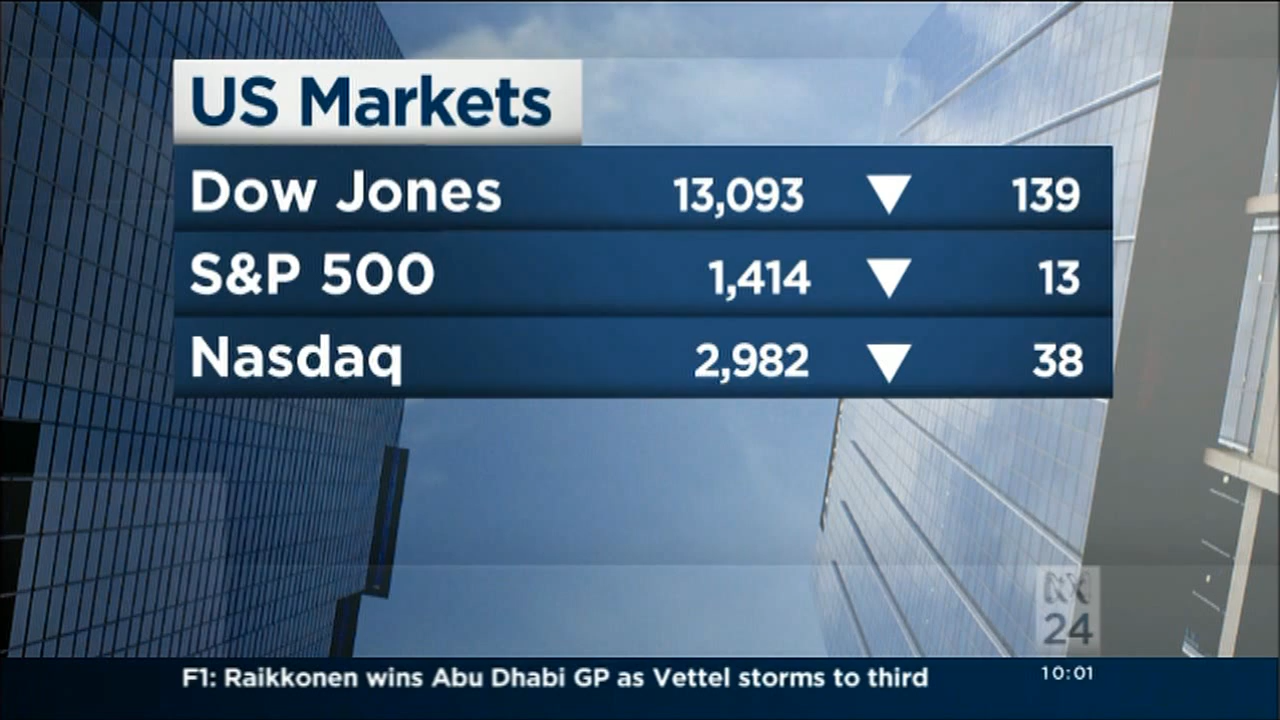 US Markets
Dow Jones 13,093 ▼ 139
S&P 500 1,414 ▼ 13
Nasdaq 2,982 ▼ 38
24
F1: Raikkonen wins Abu Dhabi GP as Vettel storms to third 10:01